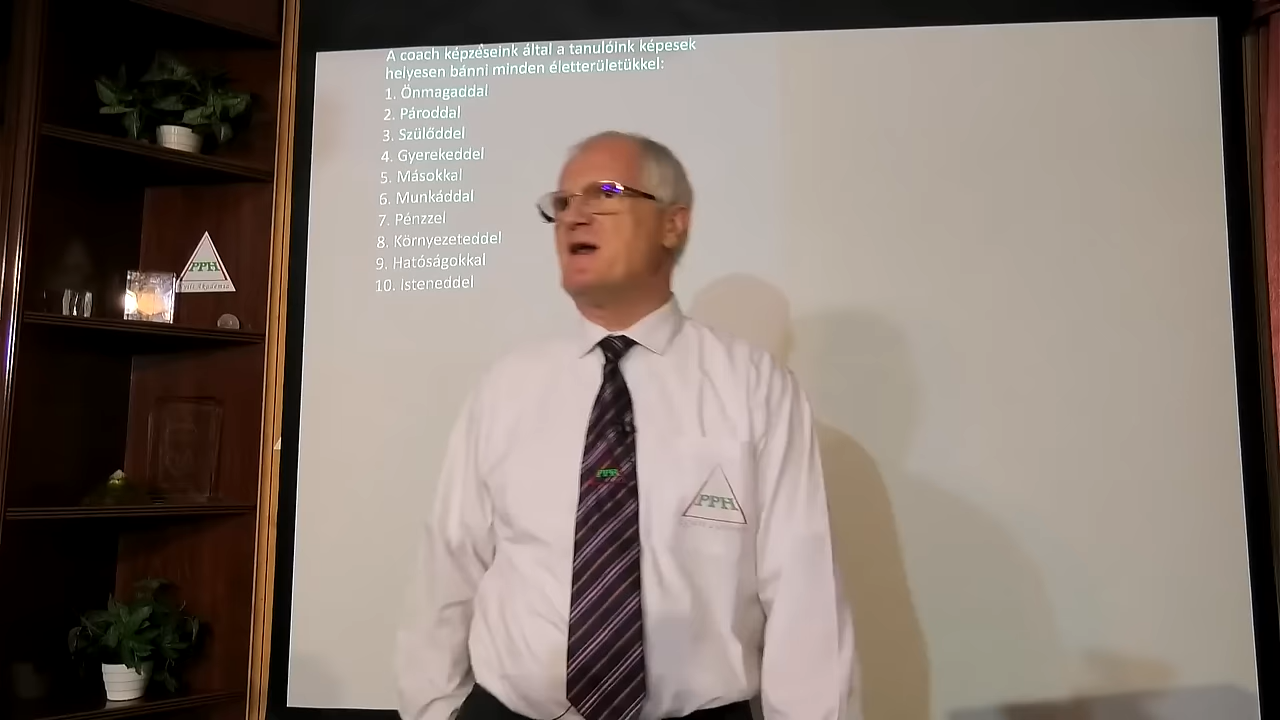 A coach képzéseink által a tanulóink képesek
helyesen bánni minden életterületükkel:
1. Önmagaddal
2. Pároddal
3. Szülőddel
4. Gyerekeddel
5. Másokkal
6. Munkáddal
7. Pénzzel
8. Környezeteddel
9. Hatóságokkal
10. Isteneddel
PPH
PPH
PPH